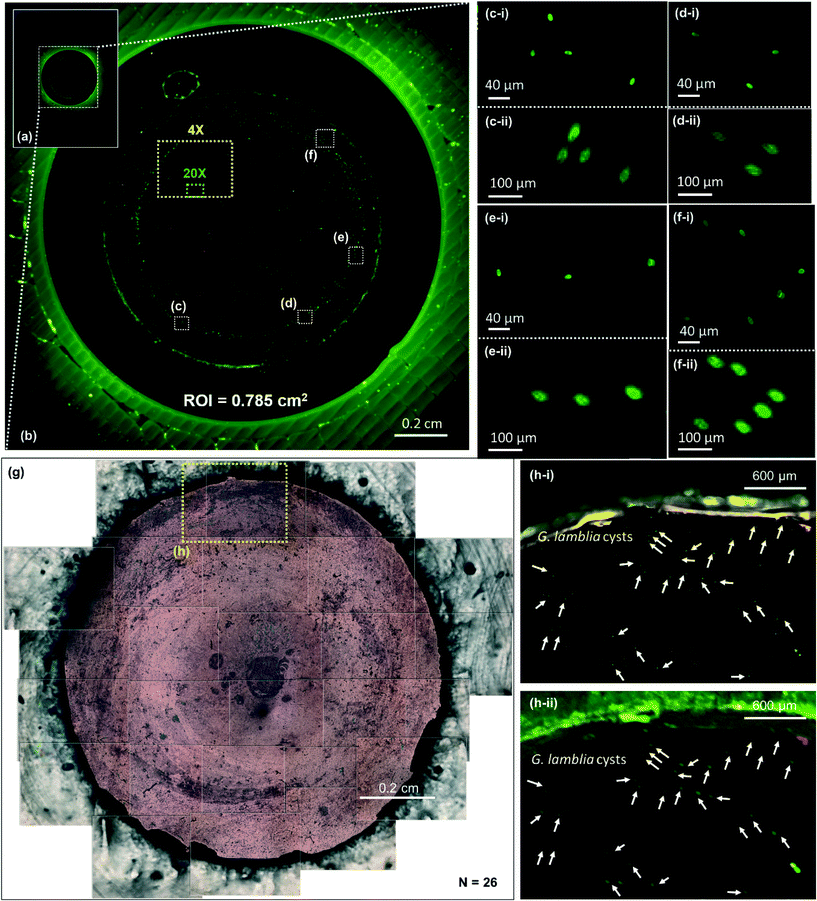 (a)
(b)
4X
20X
(f)
(e)
(d)
(c)
ROI = 0.785 cm²
0.2 cm
(c-i)
40 µm
(c-ii)
100 µm
(d-i)
40 µm
(d-ii)
100 µm
(e-i)
40 µm
(e-ii)
100 µm
(f-i)
40 µm
(f-ii)
100 µm
(g)
(h)
0.2 cm
N = 26
(h-i)
600 µm
G. lamblia cysts
(h-ii)
600 µm
G. lamblia cysts